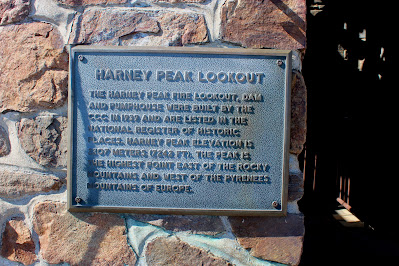 HARNEY PEAK LOOKOUT
THE HARNEY PEAK FIRE LOOKOUT, DAM
AND PUMPHOUSE WERE BUILT BY THE
CCC IN 1939 AND ARE LISTED IN THE
NATIONAL REGISTER OF HISTORIC
PLACES. HARNEY PEAK ELEVATION IS
METERS FT). THE PEAK IS
THE HIGHEST POINT EAST OF THE ROCKY
MOUNTAINS AND WEST OF THE PYRENEES
MOUNTAINS OF EUROPE.